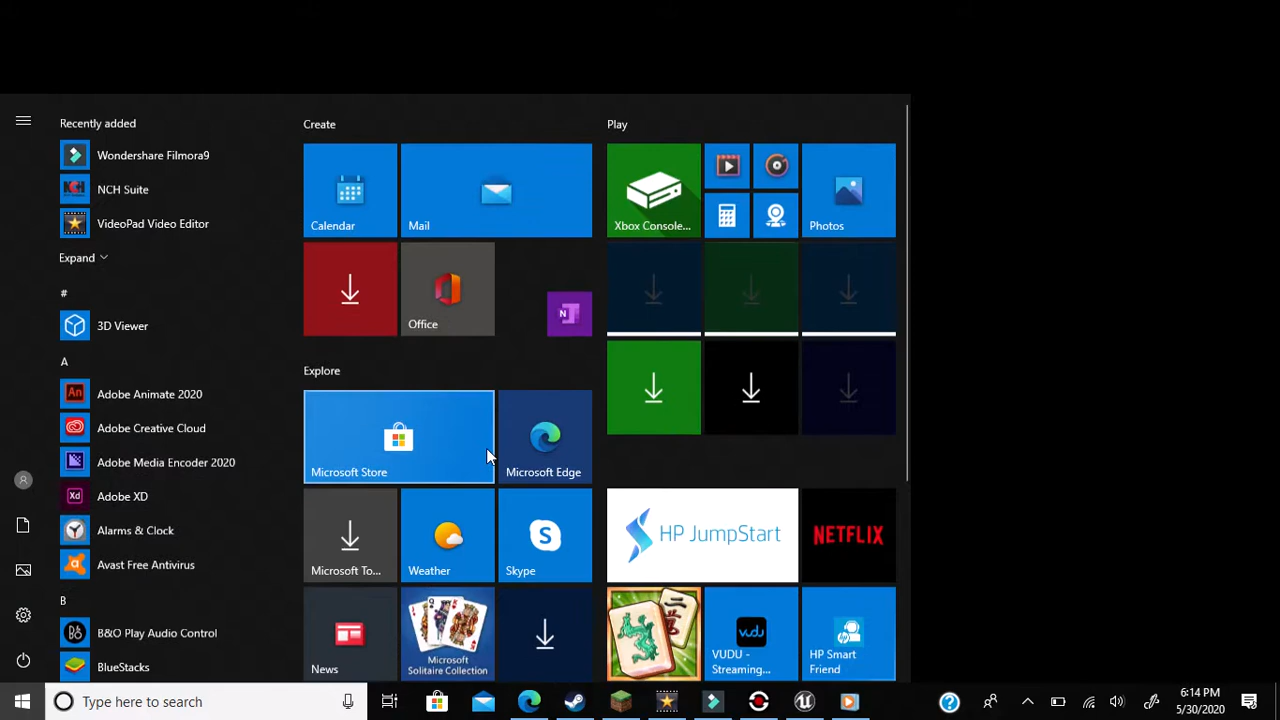 Recently added
Wondershare Filmora9
NCH Suite
VideoPad Video Editor
Expand
#
3D Viewer
A
Adobe Animate 2020
Adobe Creative Cloud
Adobe Media Encoder 2020
Adobe XD
Alarms & Clock
Avast Free Antivirus
B
B&O Play Audio Control
BlueStacks
Create
Calendar
Mail
Office
Explore
Microsoft Store
Microsoft Edge
Microsoft To...
Weather
Skype
News
Microsoft
Solitaire Collection
Play
Xbox Console...
Photos
HP JumpStart
NETFLIX
vudu
VUDU -
Streaming...
HP Smart
Friend
Type here to search
6:14 PM
5/30/2020